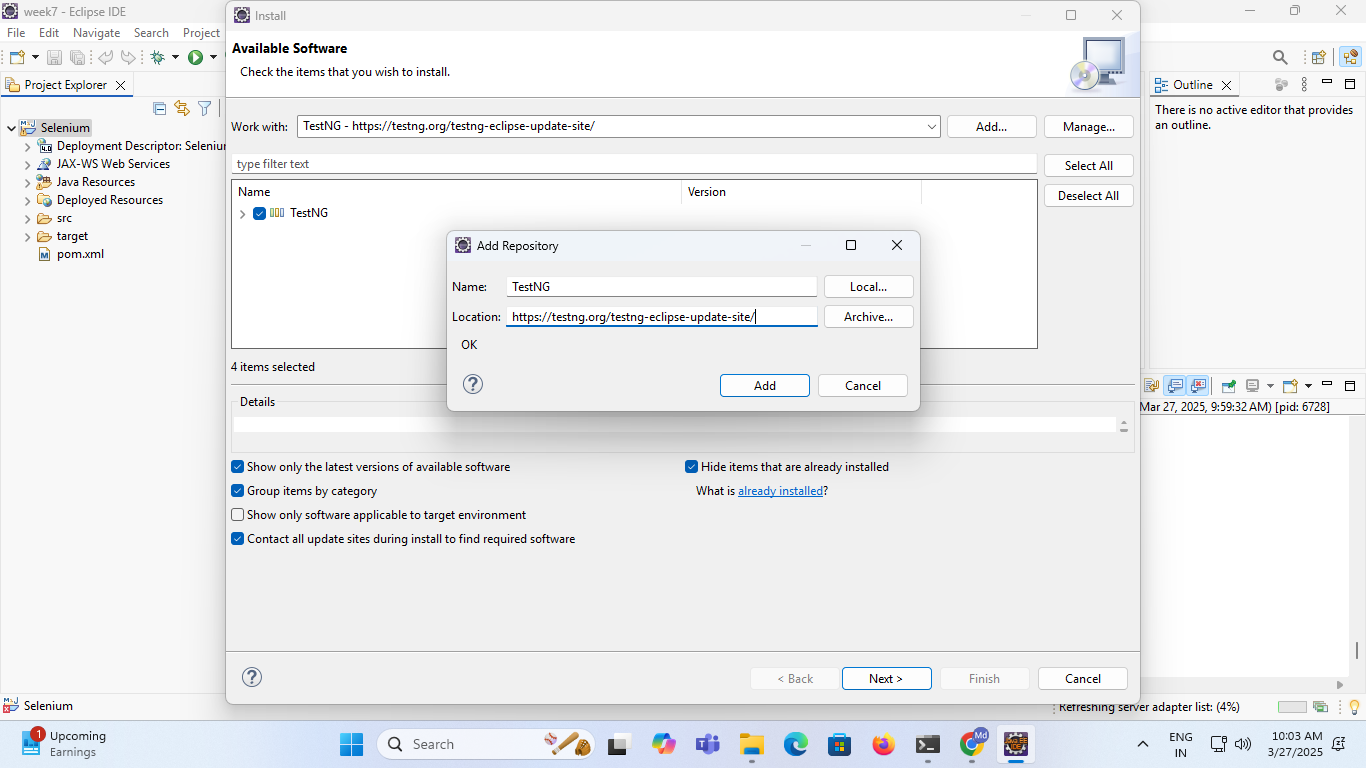 week7 - Eclipse IDE
File Edit Navigate Search Project
Project Explorer
Selenium
Deployment Descriptor: Seleniu
JAX-WS Web Services
Java Resources
Deployed Resources
src
target
pom.xml
Install
Available Software
Check the items that you wish to install.
Work with: TestNG - https://testng.org/testng-eclipse-update-site/ Add... Manage...
type filter text
Select All
Deselect All
Name Version
TestNG
Add Repository
Name: TestNG Local...
Location: https://testng.org/testng-eclipse-update-site/ Archive...
OK
Add Cancel
4 items selected
Details
Show only the latest versions of available software
Hide items that are already installed
Group items by category
What is already installed?
Show only software applicable to target environment
Contact all update sites during install to find required software
< Back Next > Finish Cancel
Outline
There is no active editor that provides
an outline.
Mar 27, 2025, 9:59:32 AM) [pid: 6728]
Selenium
Refreshing server adapter list: (4%)
1
Upcoming
Earnings
Search
Md
ENG
IN
10:03 AM
3/27/2025